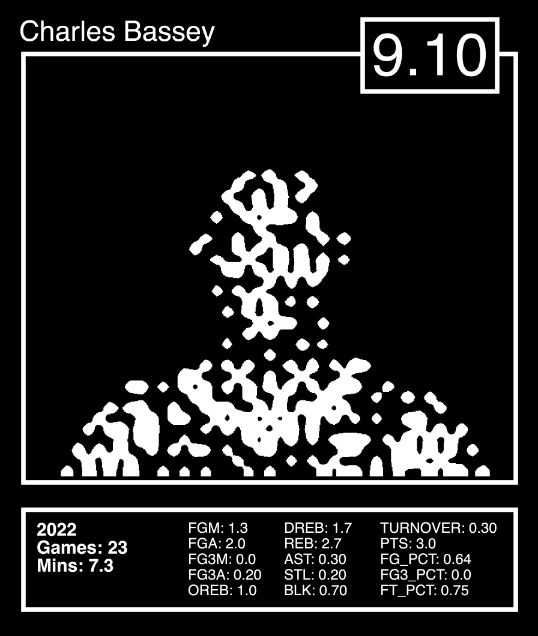 Charles Bassey
9.10
2022
Games: 23
Mins: 7.3
FGM: 1.3
FGA: 2.0
FG3M: 0.0
FG3A: 0.20
OREB: 1.0
DREB: 1.7
REB: 2.7
AST: 0.30
STL: 0.20
BLK: 0.70
TURNOVER: 0.30
PTS: 3.0
FG_PCT: 0.64
FG3_PCT: 0.0
FT_PCT: 0.75